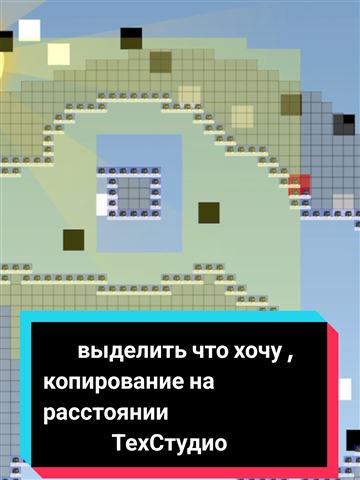 выделить что хочу ,
копирование на
расстоянии
ТехСтудио